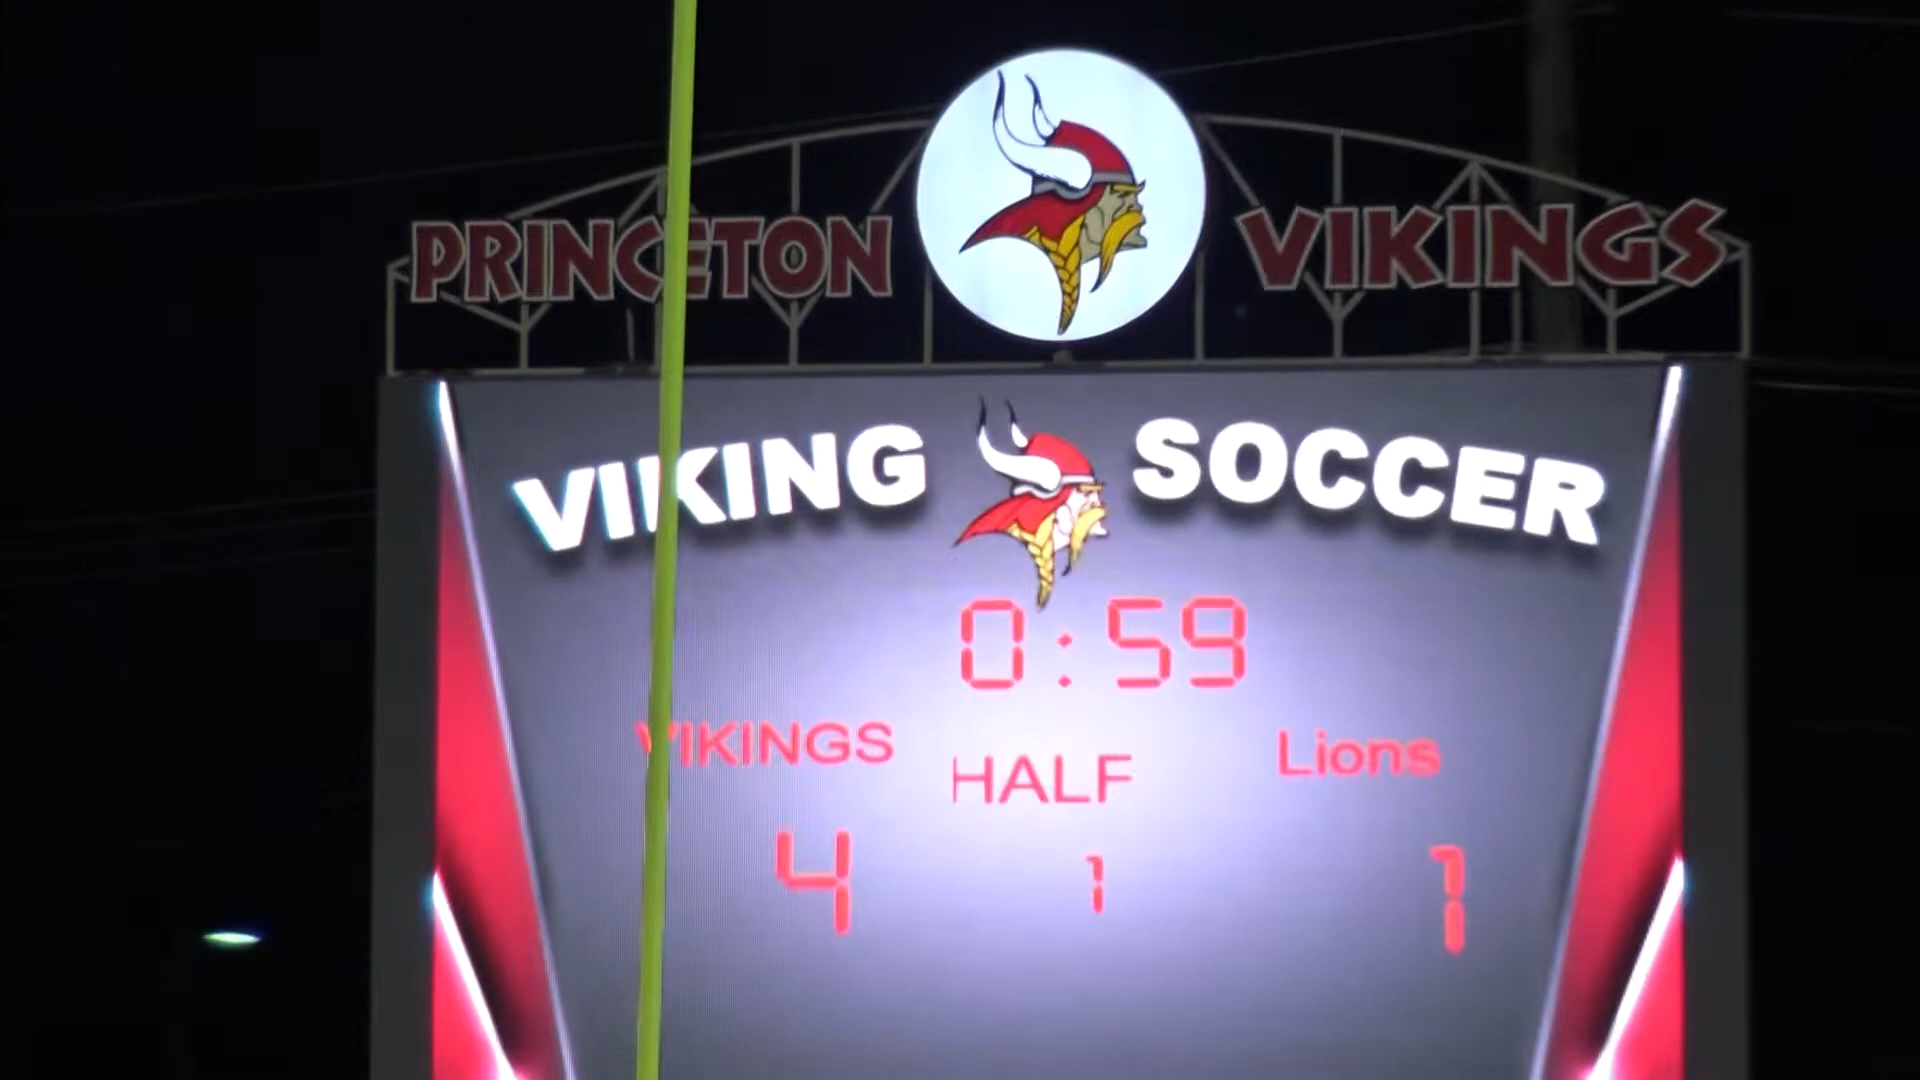 PRINCETON VIKINGS
VIKING SOCCER
0:59
VIKINGS HALF Lions
4 1 1